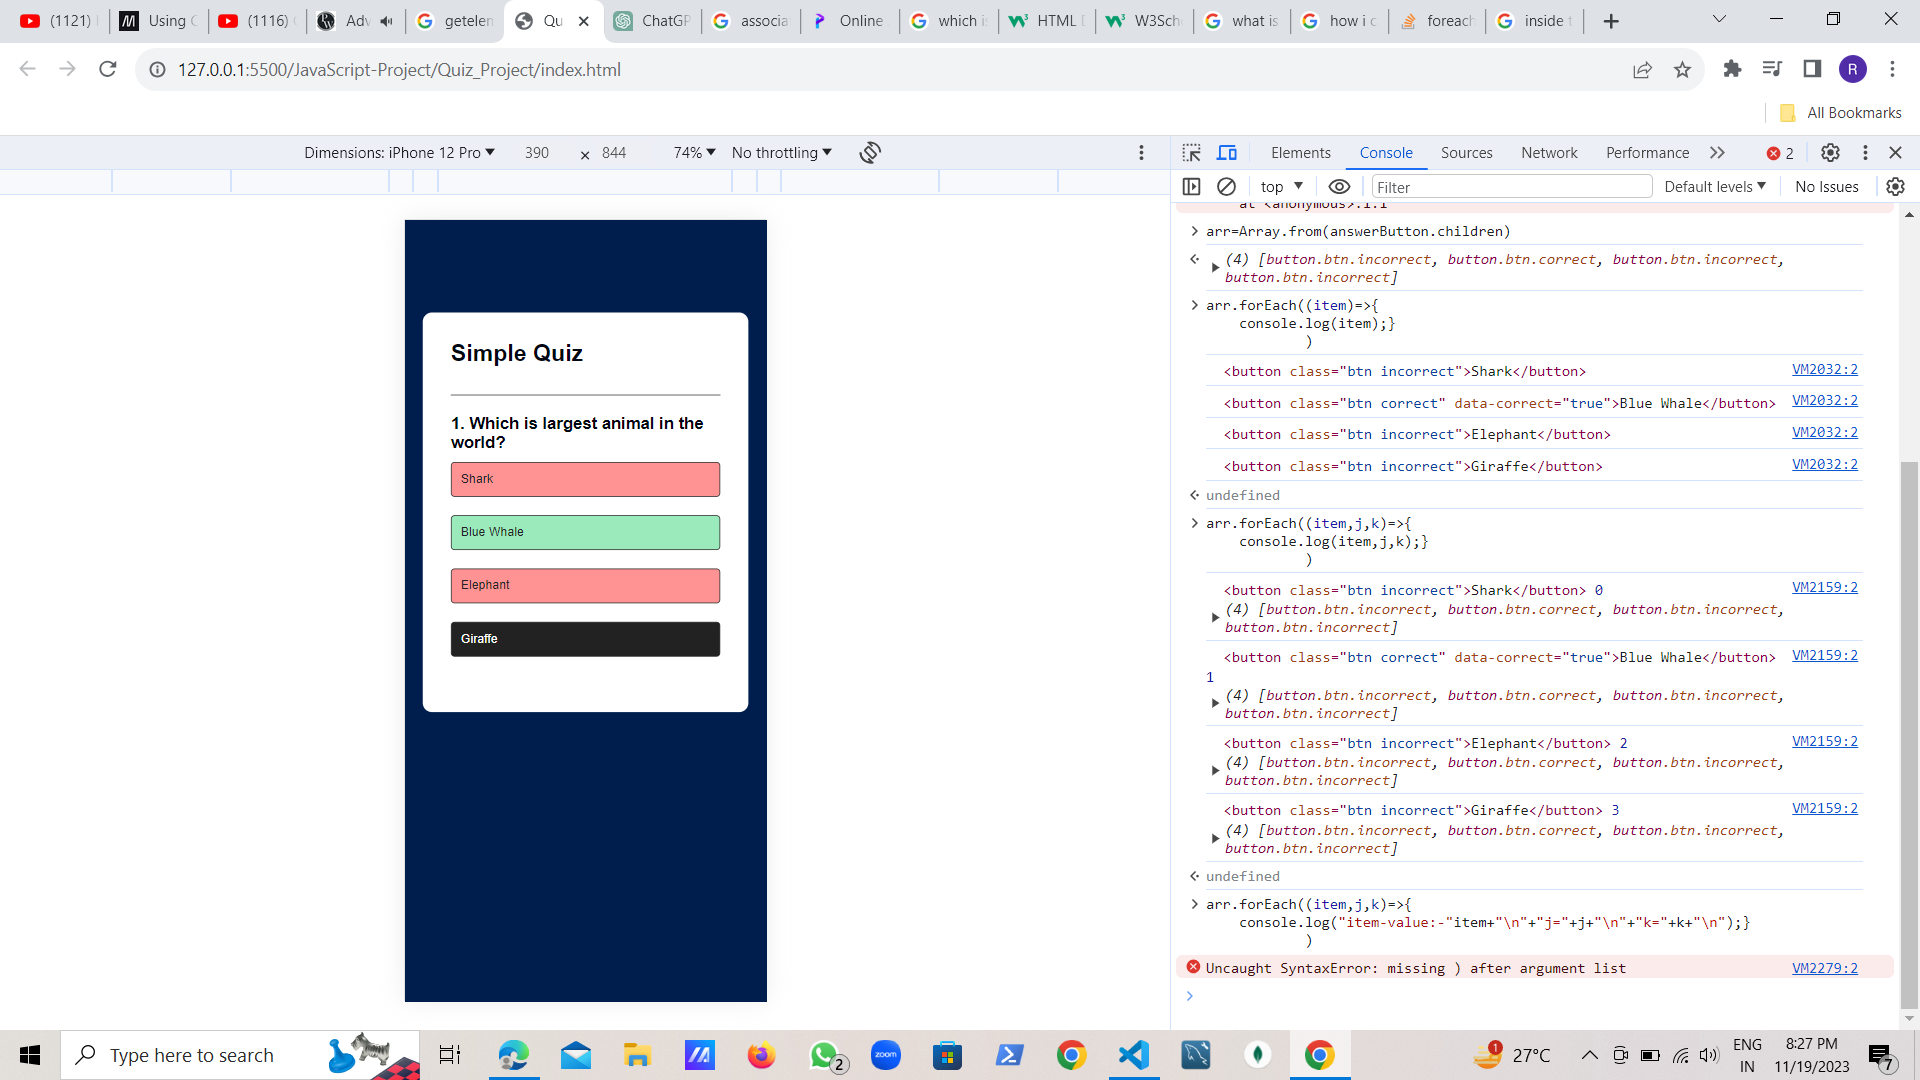 (1121)
Using C
(1116)
Adv
getelen
Qu
ChatGP
associa
Online
which is
HTML D
W3Sch
what is
how i c
foreach
inside t
127.0.0.1:5500/JavaScript-Project/Quiz_Project/index.html
R
All Bookmarks
Dimensions: iPhone 12 Pro 390 × 844 74% No throttling
Elements Console Sources Network Performance 2
top Filter Default levels No Issues
Simple Quiz
1. Which is largest animal in the
world?
Shark
Blue Whale
Elephant
Giraffe
at <anonymous>:1:1
arr=Array.from(answerButton.children)
(4) [button.btn.incorrect, button.btn.correct, button.btn.incorrect,
button.btn.incorrect]
arr.forEach((item)=>{
console.log(item);}
)
<button class="btn incorrect">Shark</button> VM2032:2
<button class="btn correct" data-correct="true">Blue Whale</button> VM2032:2
<button class="btn incorrect">Elephant</button> VM2032:2
<button class="btn incorrect">Giraffe</button> VM2032:2
undefined
arr.forEach((item,j,k)=>{
console.log(item,j,k);}
)
<button class="btn incorrect">Shark</button> 0 VM2159:2
(4) [button.btn.incorrect, button.btn.correct, button.btn.incorrect,
button.btn.incorrect]
<button class="btn correct" data-correct="true">Blue Whale</button> VM2159:2
1
(4) [button.btn.incorrect, button.btn.correct, button.btn.incorrect,
button.btn.incorrect]
<button class="btn incorrect">Elephant</button> 2 VM2159:2
(4) [button.btn.incorrect, button.btn.correct, button.btn.incorrect,
button.btn.incorrect]
<button class="btn incorrect">Giraffe</button> 3 VM2159:2
(4) [button.btn.incorrect, button.btn.correct, button.btn.incorrect,
button.btn.incorrect]
undefined
arr.forEach((item,j,k)=>{
console.log("item-value:-"item+"\n"+"j="+j+"\n"+"k="+k+"\n");}
)
Uncaught SyntaxError: missing ) after argument list VM2279:2
Type here to search
2
zoom
1
27°C
ENG
IN
8:27 PM
11/19/2023
7